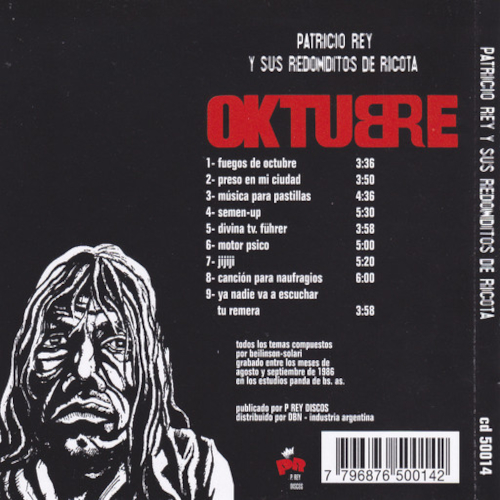 PATRICIO REY
Y SUS REDONDITOS DE RICOTA
OKTUBRE
1- fuegos de octubre 3:36
2- preso en mi ciudad 3:50
3- música para pastillas 4:36
4- semen-up 5:30
5- divina tv. führer 3:58
6- motor psico 5:00
7- jijiji 5:20
8- canción para naufragios 6:00
9- ya nadie va a escuchar
tu remera 3:58
todos los temas compuestos
por beilinson-solari
grabado entre los meses de
agosto y septiembre de 1986
en los estudios panda de bs. as.
publicado por P REY DISCOS
distribuido por DBN - industria argentina
PR
P. REY
DISCOS
7 796876 500142
PATRICIO REY Y SUS REDONDITOS DE RICOTA
cd 50014